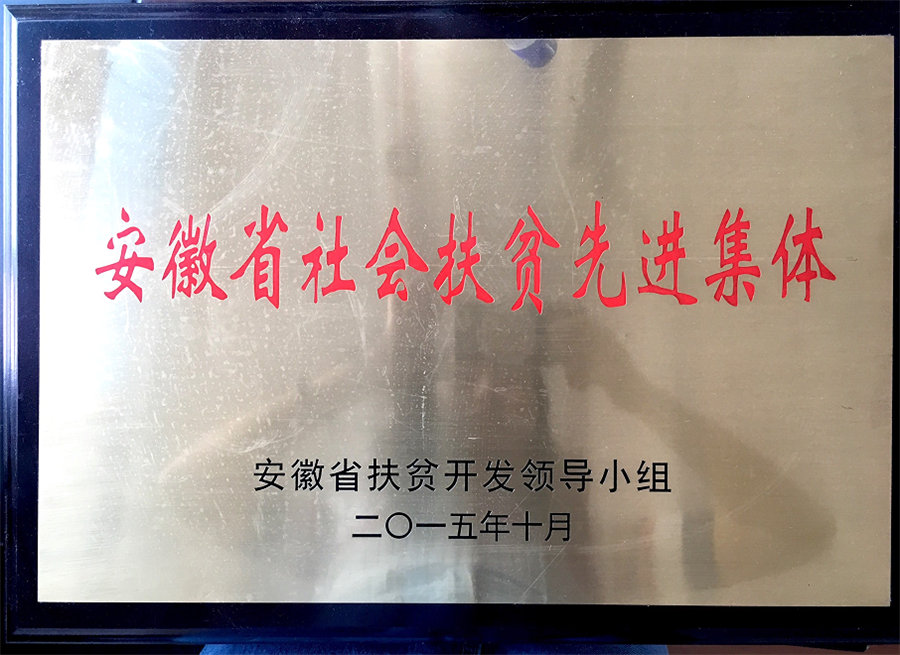 安徽省社会扶贫先进集体
安徽省扶贫开发领导小组
二〇一五年十月